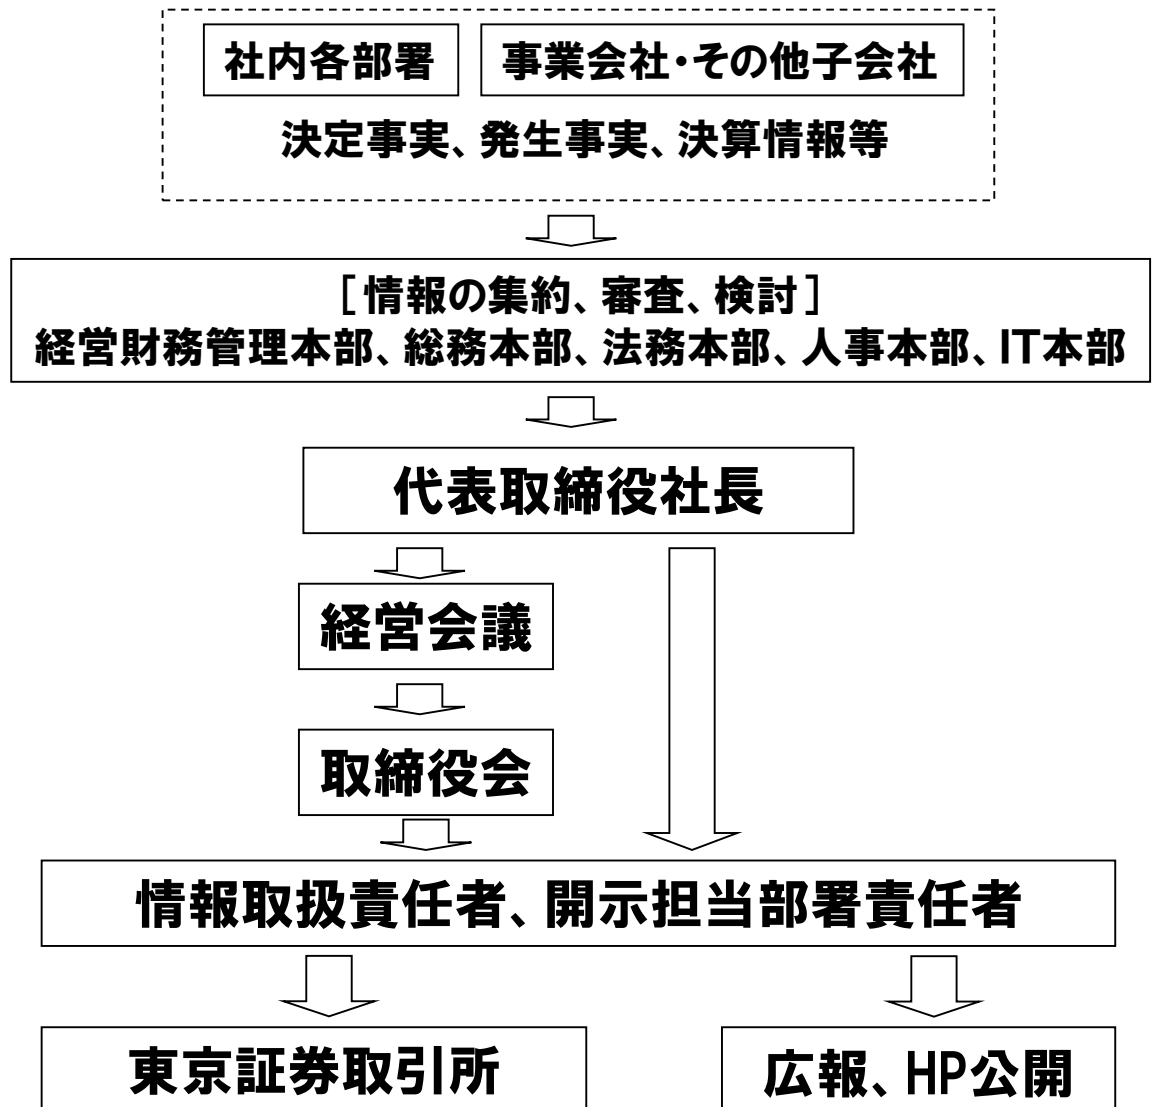 社内各部署
事業会社・その他子会社
決定事実、発生事実、決算情報等
［情報の集約、審査、検討］
経営財務管理本部、総務本部、法務本部、人事本部、IT本部
代表取締役社長
経営会議
取締役会
情報取扱責任者、開示担当部署責任者
東京証券取引所
広報、HP公開